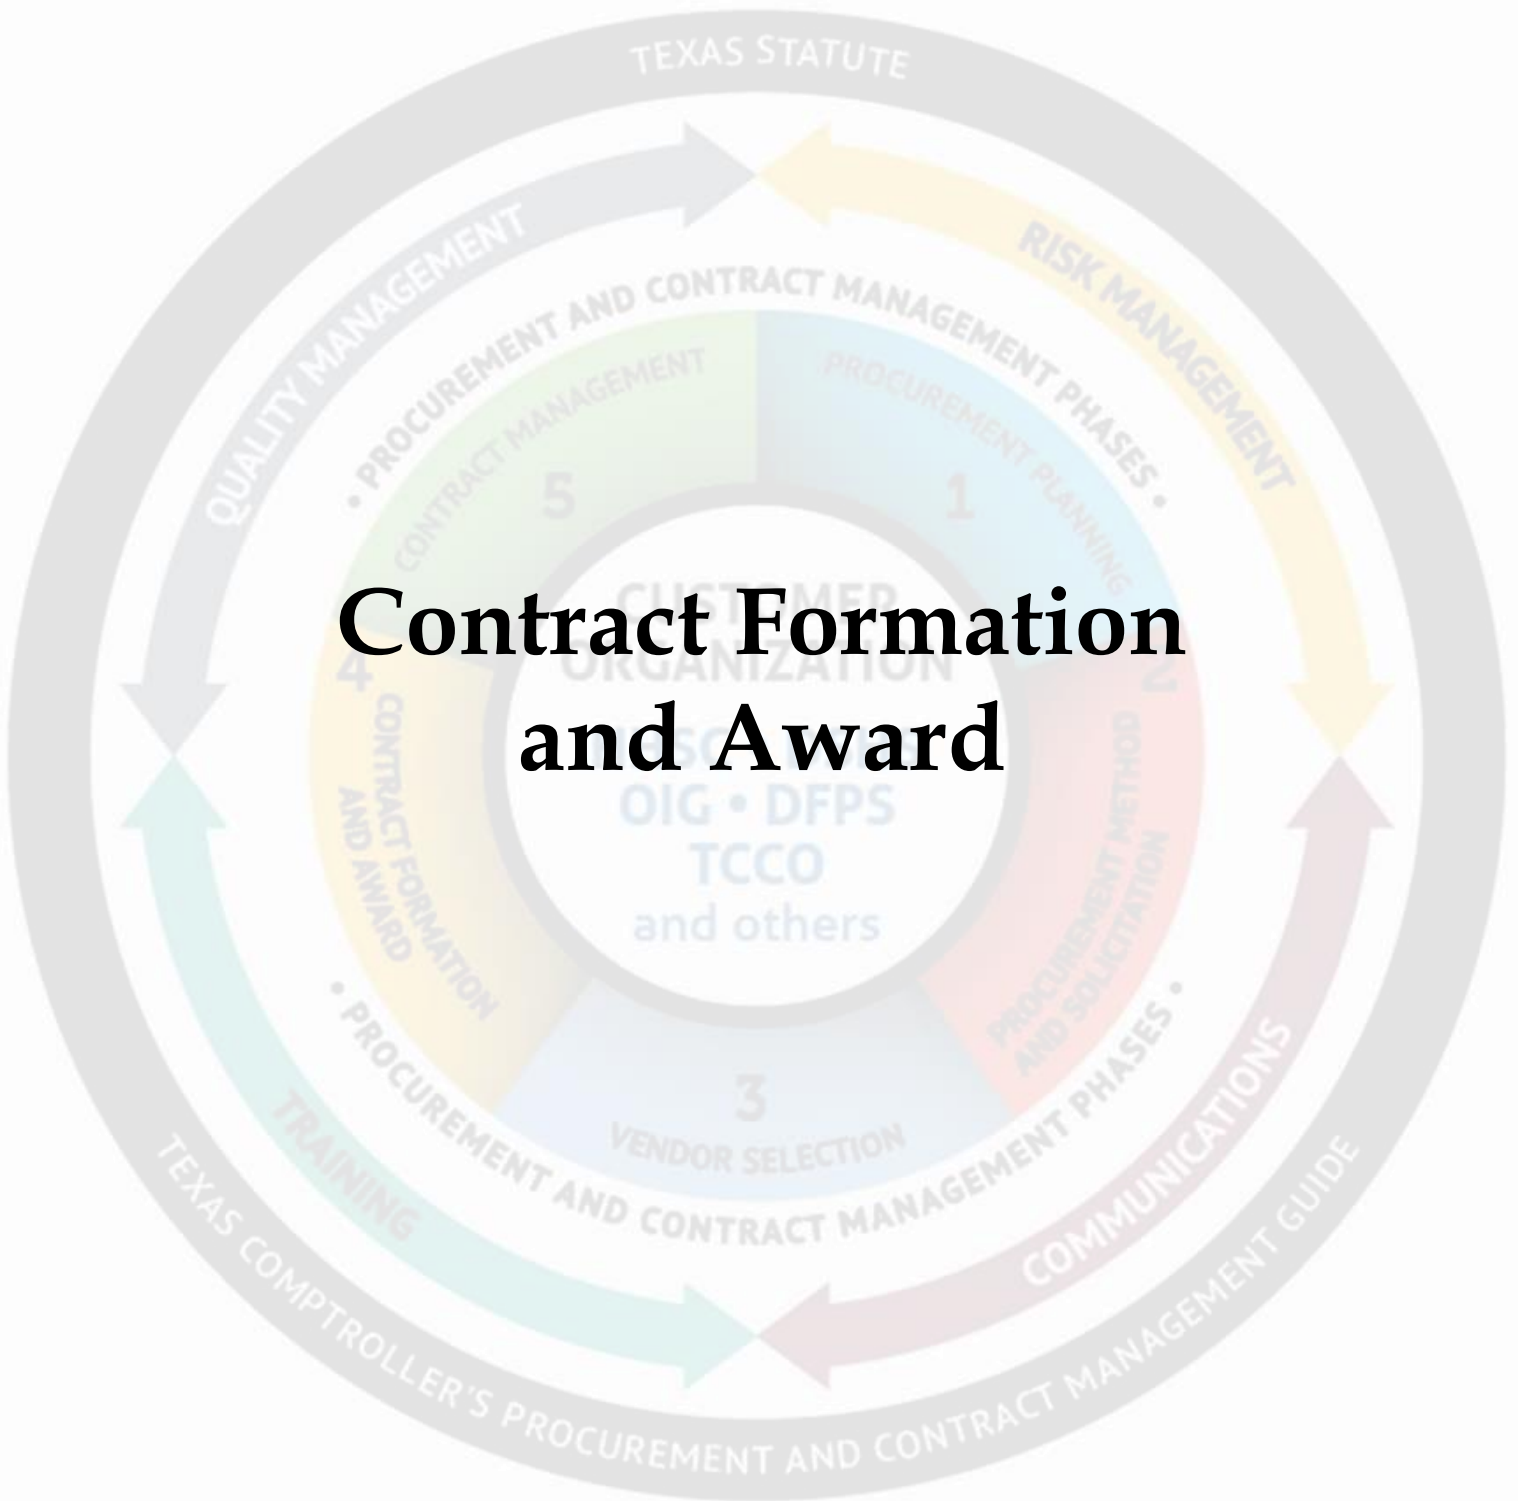 TEXAS STATUTE
QUALITY MANAGEMENT
RISK MANAGEMENT
• PROCUREMENT AND CONTRACT MANAGEMENT PHASES •
CONTRACT MANAGEMENT
5
PROCUREMENT PLANNING
1
CUSTOMER
ORGANIZATION
Contract Formation
and Award
OIG • DFPS
TCCO
and others
4
CONTRACT FORMATION
AND AWARD
2
PROCUREMENT METHOD
AND SOLICITATION
3
VENDOR SELECTION
• PROCUREMENT AND CONTRACT MANAGEMENT PHASES •
TRAINING
COMMUNICATIONS
TEXAS COMPTROLLER'S PROCUREMENT AND CONTRACT MANAGEMENT GUIDE